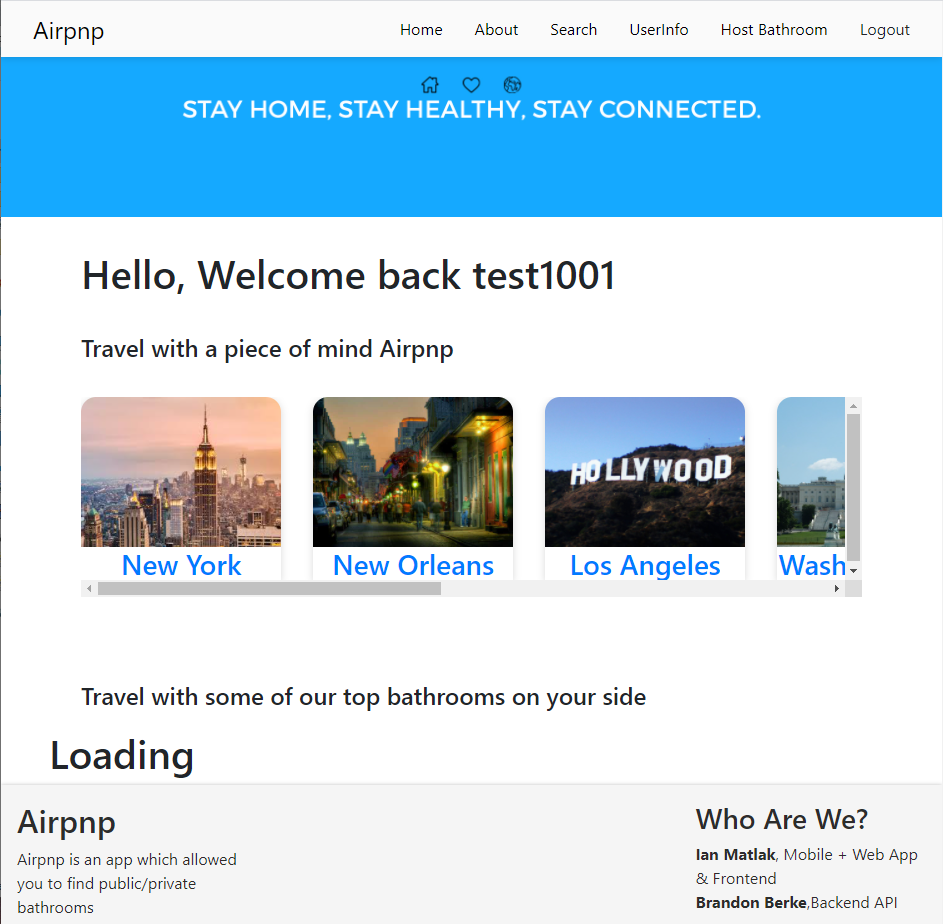 Airpnp
Home About Search UserInfo Host Bathroom Logout
STAY HOME, STAY HEALTHY, STAY CONNECTED.
Hello, Welcome back test1001
Travel with a piece of mind Airpnp
HOLLYWOOD
New York New Orleans Los Angeles Wash
Travel with some of our top bathrooms on your side
Loading
Airpnp
Airpnp is an app which allowed
you to find public/private
bathrooms
Who Are We?
Ian Matlak, Mobile + Web App
& Frontend
Brandon Berke,Backend API